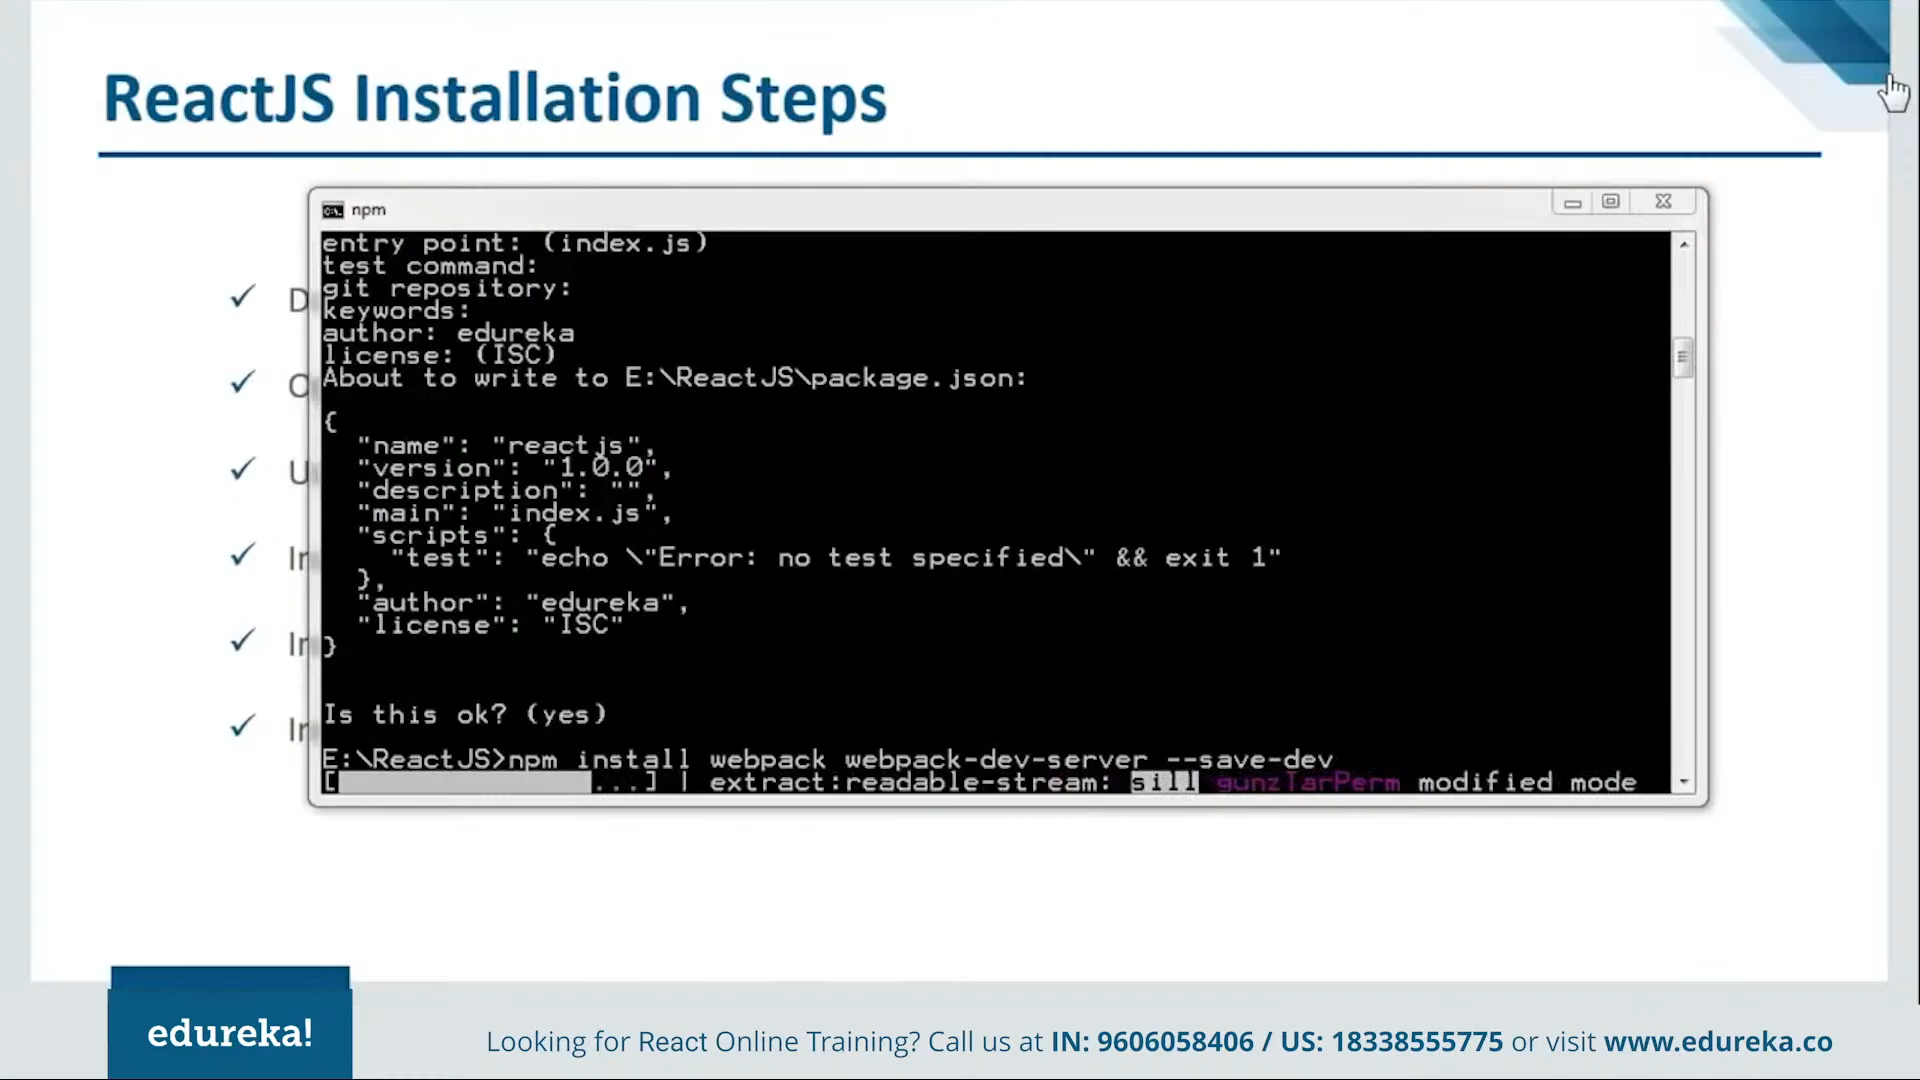 ReactJS Installation Steps
npm
entry point: (index.js)
test command:
git repository:
keywords:
author: edureka
license: (ISC)
About to write to E:\ReactJS\package.json:
{
"name": "reactjs",
"version": "1.0.0",
"description": "",
"main": "index.js",
"scripts": {
"test": "echo \"Error: no test specified\" && exit 1"
},
"author": "edureka",
"license": "ISC"
}
Is this ok? (yes)
E:\ReactJS>npm install webpack webpack-dev-server --save-dev
[ ...] | extract:readable-stream: sill gunzTarPerm modified mode
edureka!
Looking for React Online Training? Call us at IN: 9606058406 / US: 18338555775 or visit www.edureka.co